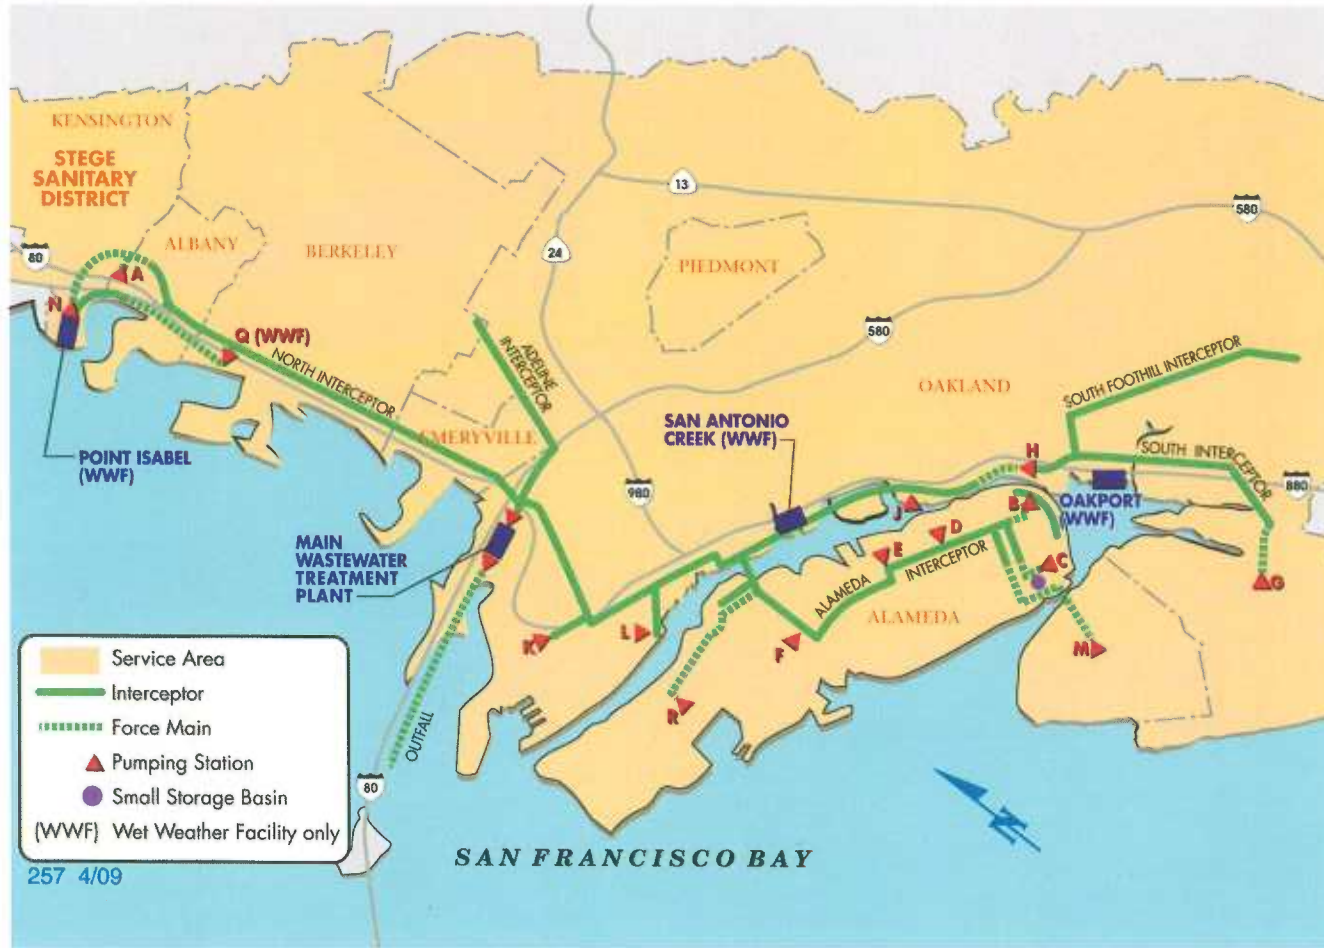 KENSINGTON
STEGE
SANITARY
DISTRICT
ALBANY
BERKELLY
PIEDMONT
13
580
24
80
A
N
Q (WWF)
NORTH INTERCEPTOR
ADELINE
INTERCEPTOR
580
OAKLAND
SOUTH FOOTHILL INTERCEPTOR
EMERYVILLE
SAN ANTONIO
CREEK (WWF)
POINT ISABEL
(WWF)
H
SOUTH INTERCEPTOR
980
880
880
J
B
OAKPORT
(WWF)
MAIN
WASTEWATER
TREATMENT
PLANT
D
E
C
G
ALAMEDA INTERCEPTOR
ALAMEDA
K
L
F
M
R
OUTFALL
80
Service Area
Interceptor
Force Main
Pumping Station
Small Storage Basin
(WWF) Wet Weather Facility only
N
SAN FRANCISCO BAY
257 4/09